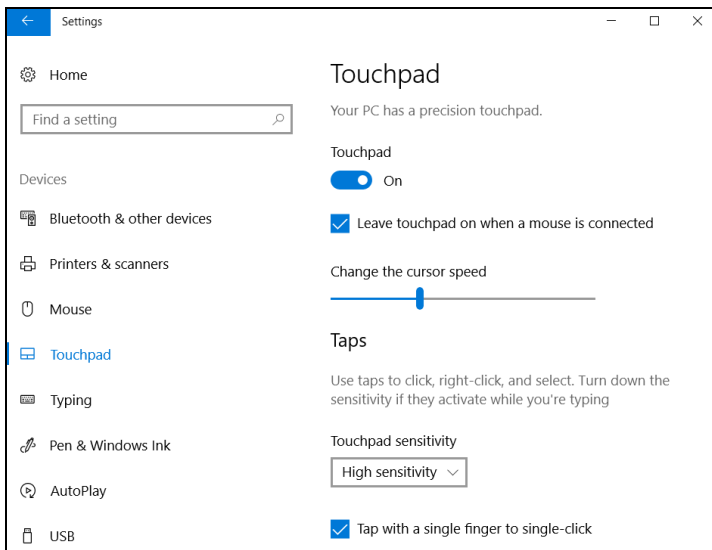 Settings
Home
Find a setting
Devices
Bluetooth & other devices
Printers & scanners
Mouse
Touchpad
Typing
Pen & Windows Ink
AutoPlay
USB
Touchpad
Your PC has a precision touchpad.
Touchpad
On
Leave touchpad on when a mouse is connected
Change the cursor speed
Taps
Use taps to click, right-click, and select. Turn down the
sensitivity if they activate while you're typing
Touchpad sensitivity
High sensitivity
Tap with a single finger to single-click